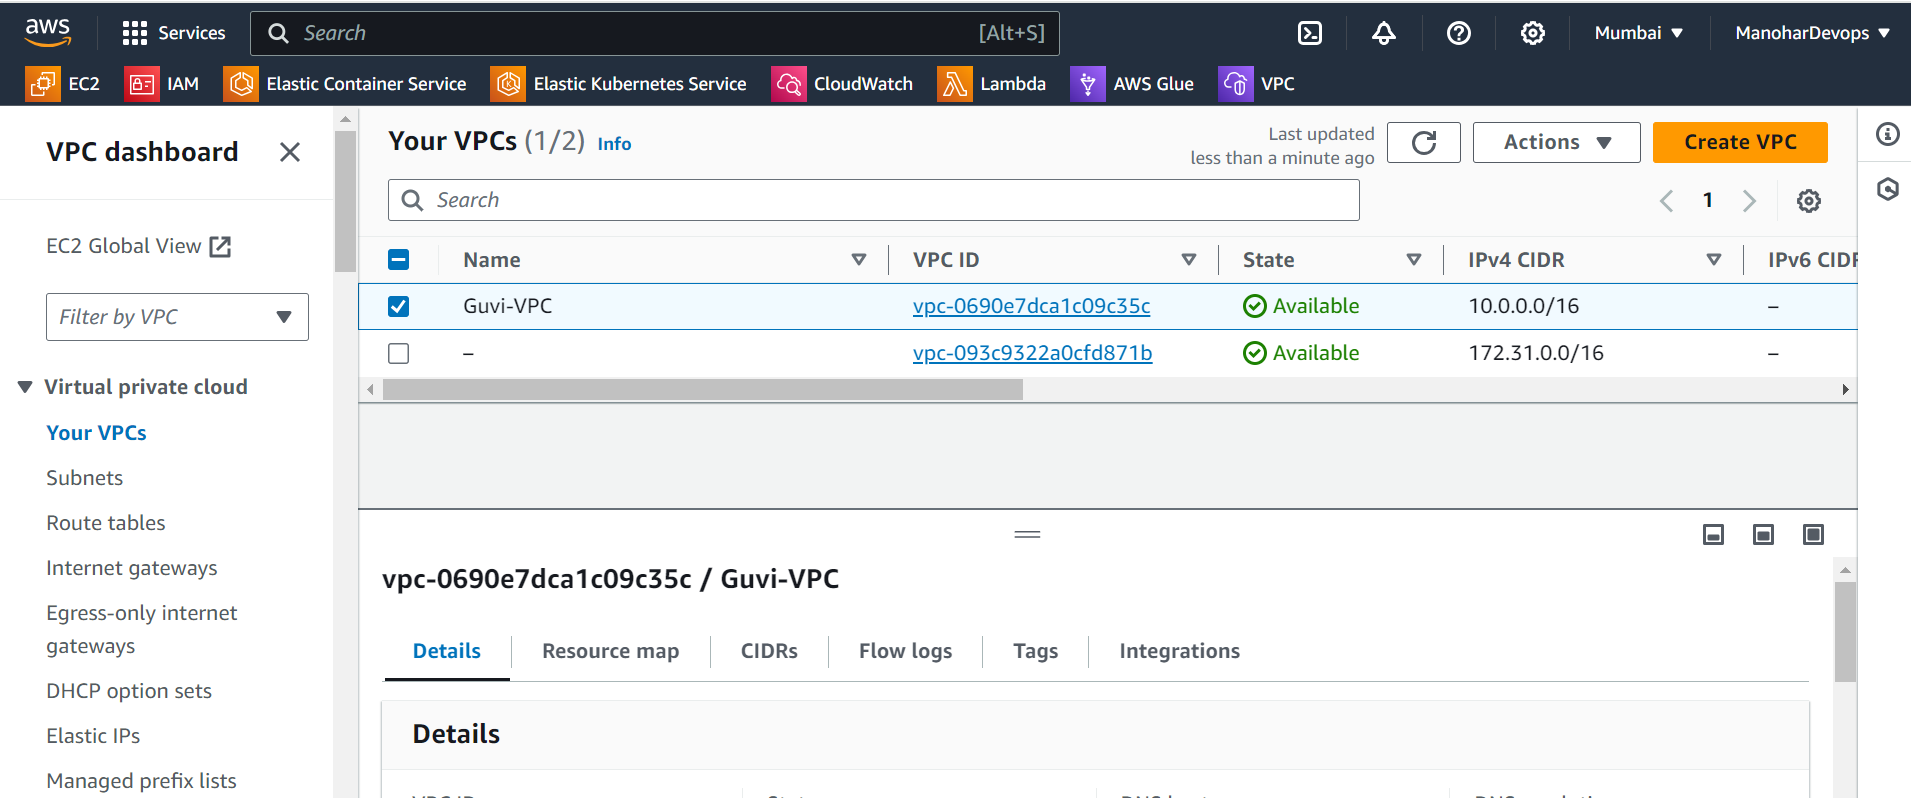 aws
Services
Search
[Alt+S]
Mumbai
ManoharDevops
EC2
IAM
Elastic Container Service
Elastic Kubernetes Service
CloudWatch
Lambda
AWS Glue
VPC
VPC dashboard
EC2 Global View
Filter by VPC
Virtual private cloud
Your VPCs
Subnets
Route tables
Internet gateways
Egress-only internet
gateways
DHCP option sets
Elastic IPs
Managed prefix lists
Your VPCs (1/2) Info
Last updated
less than a minute ago
Actions
Create VPC
Search
1
Name VPC ID State IPv4 CIDR IPv6 CIDR
Guvi-VPC vpc-0690e7dca1c09c35c Available 10.0.0.0/16 –
– vpc-093c9322a0cfd871b Available 172.31.0.0/16 –
vpc-0690e7dca1c09c35c / Guvi-VPC
Details Resource map CIDRs Flow logs Tags Integrations
Details